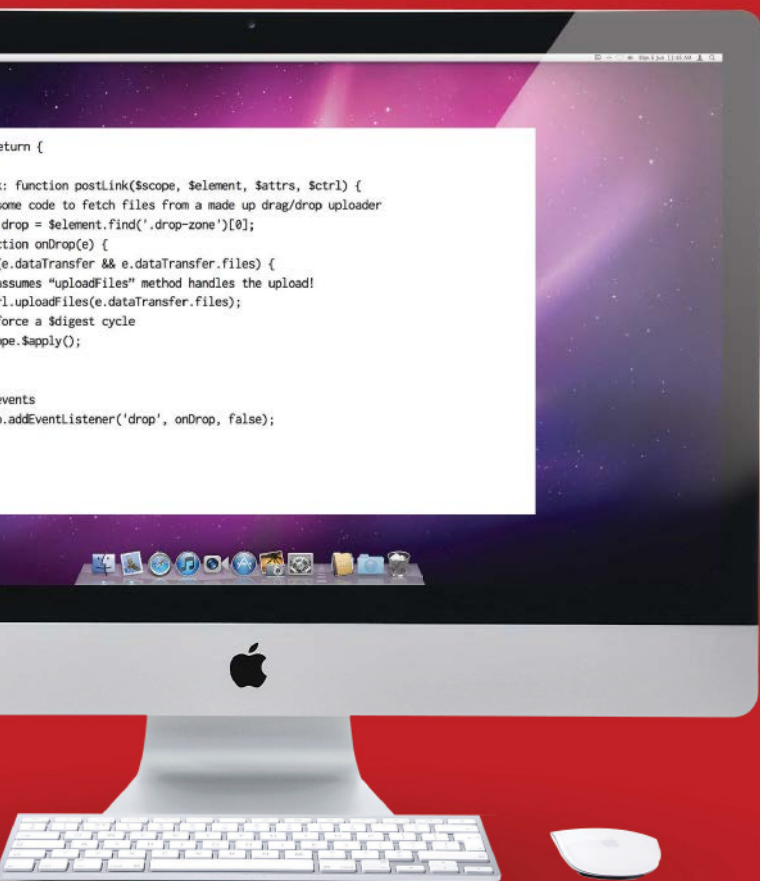 eturn {
: function postLink($scope, $element, $attrs, $ctrl) {
some code to fetch files from a made up drag/drop uploader
drop = $element.find('.drop-zone')[0];
ction onDrop(e) {
(e.dataTransfer && e.dataTransfer.files) {
assumes “uploadFiles” method handles the upload!
rl.uploadFiles(e.dataTransfer.files);
force a $digest cycle
ope.$apply();
events
p.addEventListener('drop', onDrop, false);